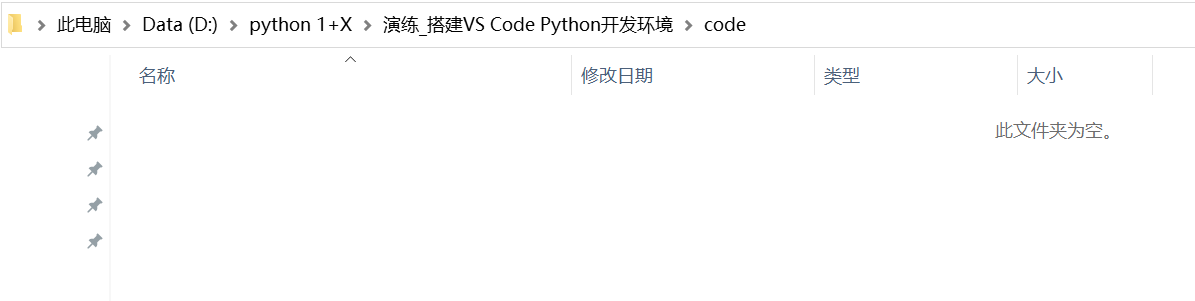 此电脑 Data (D:) python 1+X 演练_搭建VS Code Python开发环境 code
名称 修改日期 类型 大小
此文件夹为空。